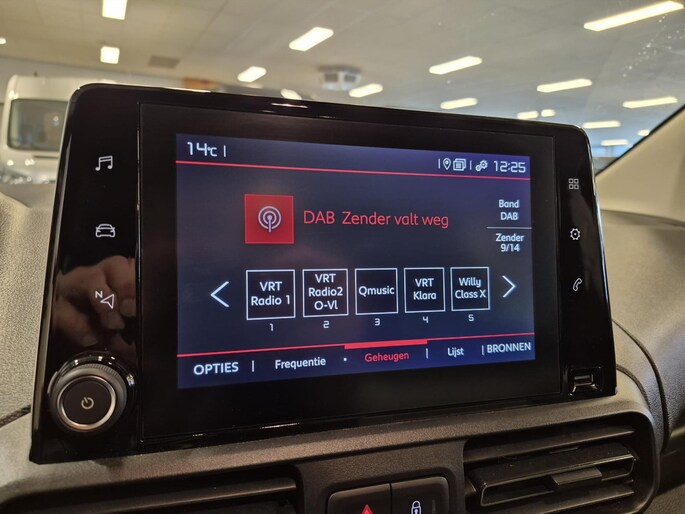 14°C
12:25
DAB Zender valt weg
Band
DAB
Zender
9/14
VRT
Radio 1
VRT
Radio2
O-Vl
Qmusic
VRT
Klara
Willy
Class X
1 2 3 4 5
OPTIES Frequentie Geheugen Lijst BRONNEN
N